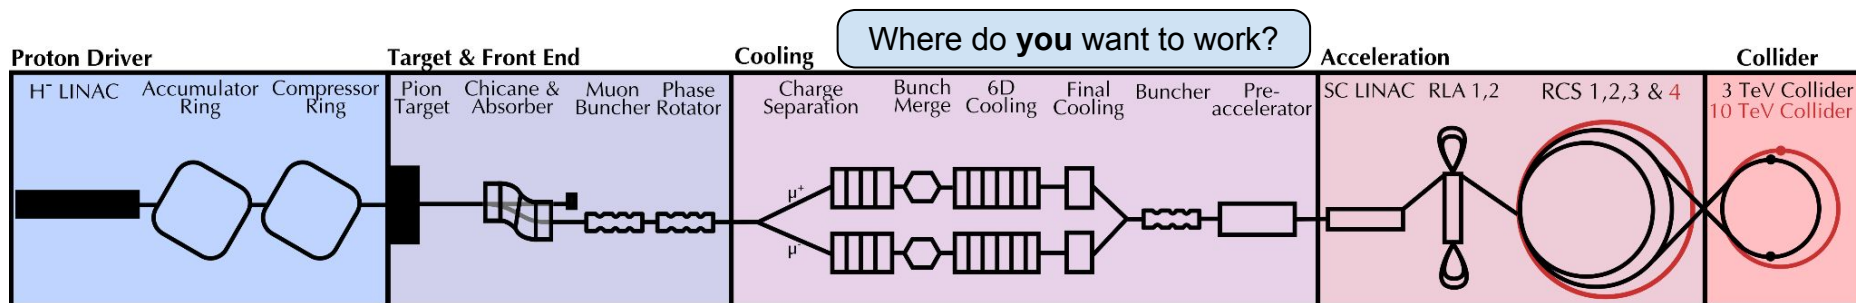 Where do you want to work?
Proton Driver
Target & Front End
Cooling
Acceleration
Collider
H⁻ LINAC
Accumulator
Ring
Compressor
Ring
Pion
Target
Chicane &
Absorber
Muon
Buncher
Phase
Rotator
Charge
Separation
Bunch
Merge
6D
Cooling
Final
Cooling
Buncher
Pre-
accelerator
SC LINAC
RLA 1,2
RCS 1,2,3 & 4
3 TeV Collider
10 TeV Collider
μ⁺
μ⁻